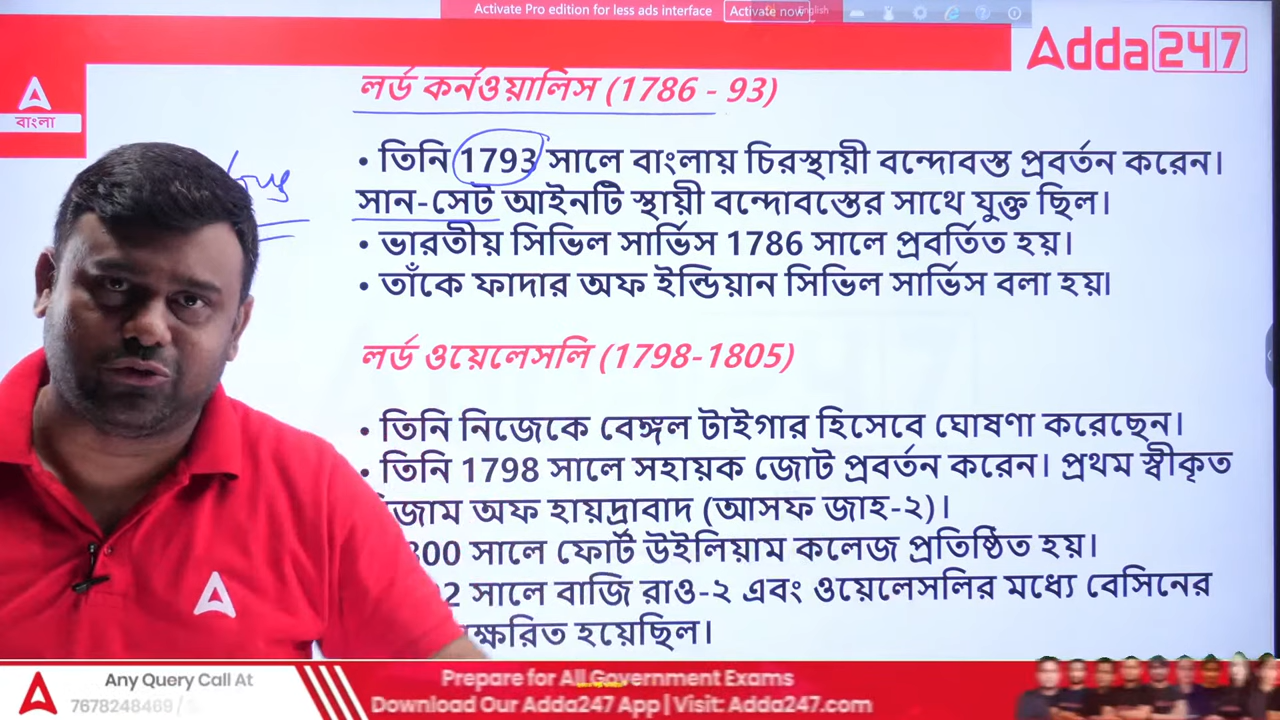 Activate Pro edition for less ads interface
Activate now
English
Adda247
বাংলা
লর্ড কর্নওয়ালিস (1786 - 93)
• তিনি 1793 সালে বাংলায় চিরস্থায়ী বন্দোবস্ত প্রবর্তন করেন।
সান-সেট আইনটি স্থায়ী বন্দোবস্তের সাথে যুক্ত ছিল।
• ভারতীয় সিভিল সার্ভিস 1786 সালে প্রবর্তিত হয়।
• তাঁকে ফাদার অফ ইন্ডিয়ান সিভিল সার্ভিস বলা হয়।
লর্ড ওয়েলেসলি (1798-1805)
• তিনি নিজেকে বেঙ্গল টাইগার হিসেবে ঘোষণা করেছেন।
• তিনি 1798 সালে সহায়ক জোট প্রবর্তন করেন। প্রথম স্বীকৃত
জাম অফ হায়দ্রাবাদ (আসফ জাহ-২)।
800 সালে ফোর্ট উইলিয়াম কলেজ প্রতিষ্ঠিত হয়।
2 সালে বাজি রাও-২ এবং ওয়েলেসলির মধ্যে বেসিনের
ক্ষরিত হয়েছিল।
Any Query Call At
7678248469 /
Prepare for All Government Exams
Download Our Adda247 App | Visit: Adda247.com